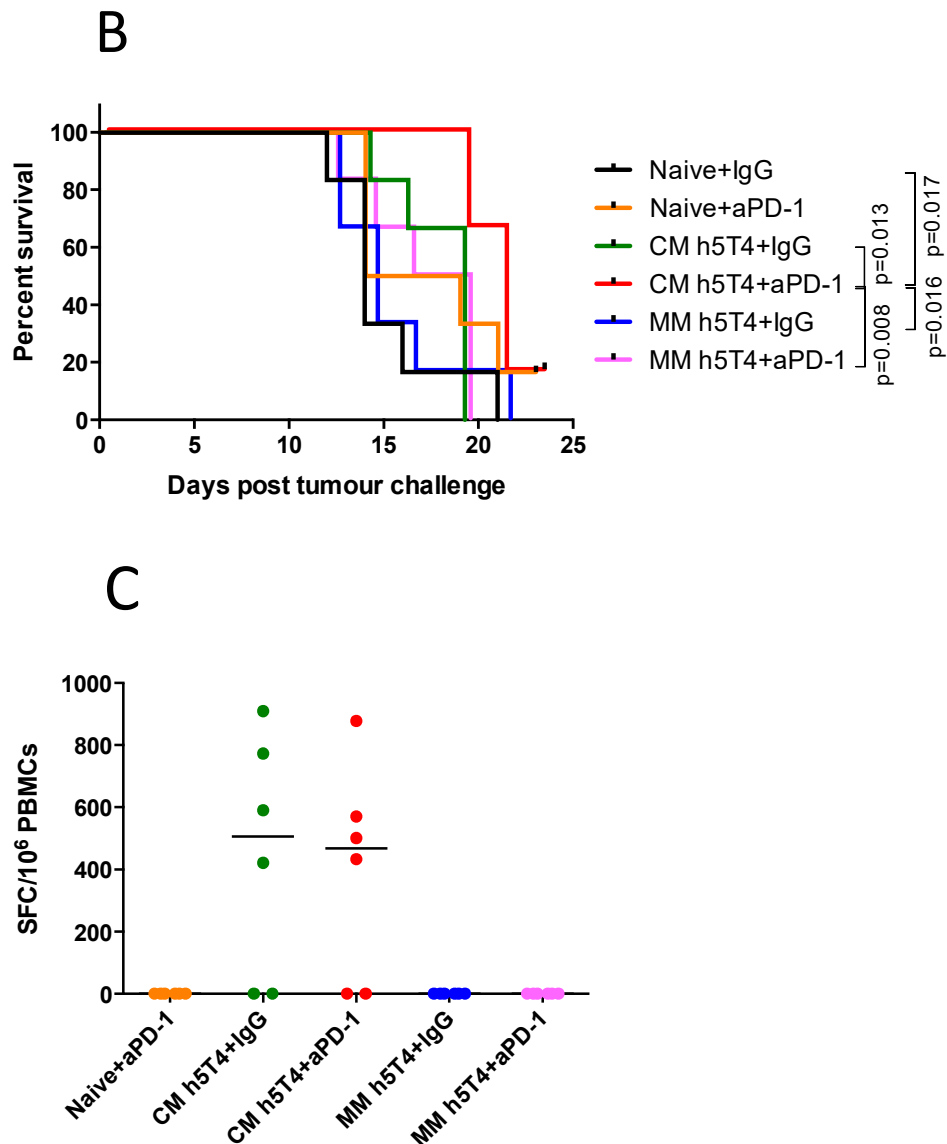 B
Percent survival
100
80
60
40
20
0
0 5 10 15 20 25
Days post tumour challenge
Naive+IgG
Naive+aPD-1
CM h5T4+IgG
CM h5T4+aPD-1
MM h5T4+IgG
MM h5T4+aPD-1
p=0.013
p=0.008
p=0.017
p=0.016
C
SFC/10⁶ PBMCs
1000
800
600
400
200
0
Naive+aPD-1
CM h5T4+IgG
CM h5T4+aPD-1
MM h5T4+IgG
MM h5T4+aPD-1